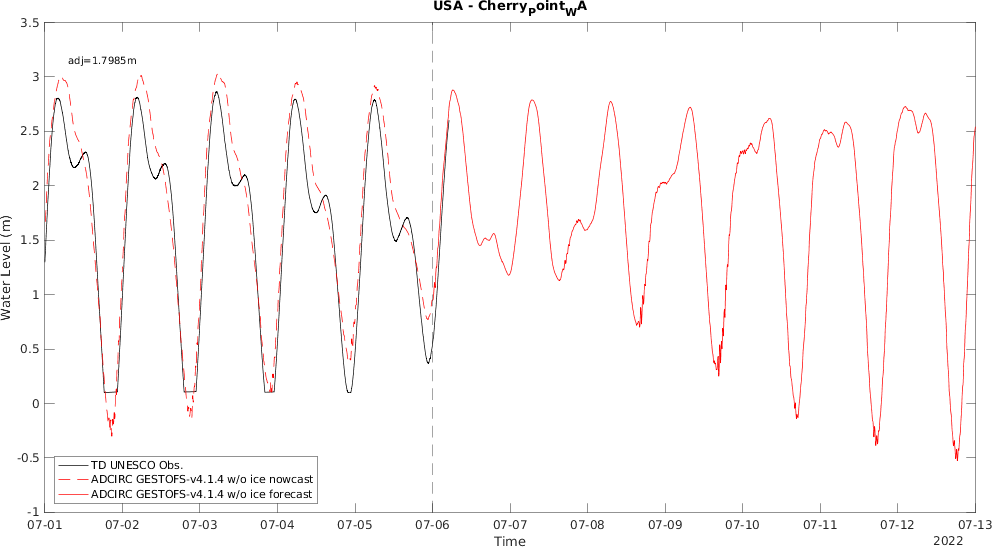 USA - CherryPointWA
adj=1.7985m
Water Level (m)
3.5
3
2.5
2
1.5
1
0.5
0
-0.5
-1
TD UNESCO Obs.
ADCIRC GESTOFS-v4.1.4 w/o ice nowcast
ADCIRC GESTOFS-v4.1.4 w/o ice forecast
07-01 07-02 07-03 07-04 07-05 07-06 07-07 07-08 07-09 07-10 07-11 07-12 07-13
Time
2022